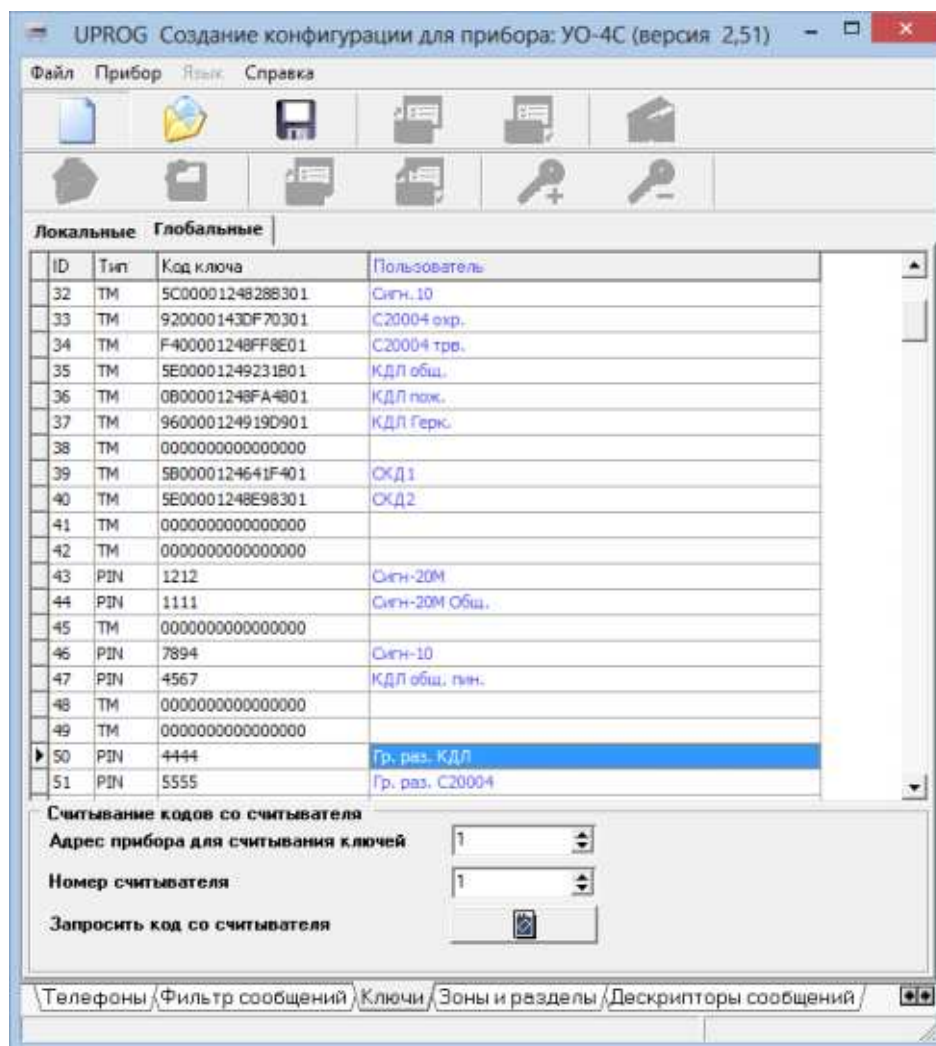 UPROG Создание конфигурации для прибора: УО-4С (версия 2,51)
Файл Прибор Язык Справка
Локальные Глобальные
ID Тип Код ключа Пользователь
32 TM 5C0000124828B301 Сигн.10
33 TM 920000143DF70301 С20004 охр.
34 TM F400001248FF8E01 С20004 трв.
35 TM 5E00001249231B01 КДЛ общ.
36 TM 0B00001248FA4801 КДЛ пож.
37 TM 960000124919D901 КДЛ Герк.
38 TM 0000000000000000
39 TM 5B0000124641F401 СКД1
40 TM 5E00001248E98301 СКД2
41 TM 0000000000000000
42 TM 0000000000000000
43 PIN 1212 Сигн-20М
44 PIN 1111 Сигн-20М Общ.
45 TM 0000000000000000
46 PIN 7894 Сигн-10
47 PIN 4567 КДЛ общ. пин.
48 TM 0000000000000000
49 TM 0000000000000000
50 PIN 4444 Гр. раз. КДЛ
51 PIN 5555 Гр. раз. С20004
Считывание кодов со считывателя
Адрес прибора для считывания ключей 1
Номер считывателя 1
Запросить код со считывателя
Телефоны Фильтр сообщений Ключи Зоны и разделы Дескрипторы сообщений